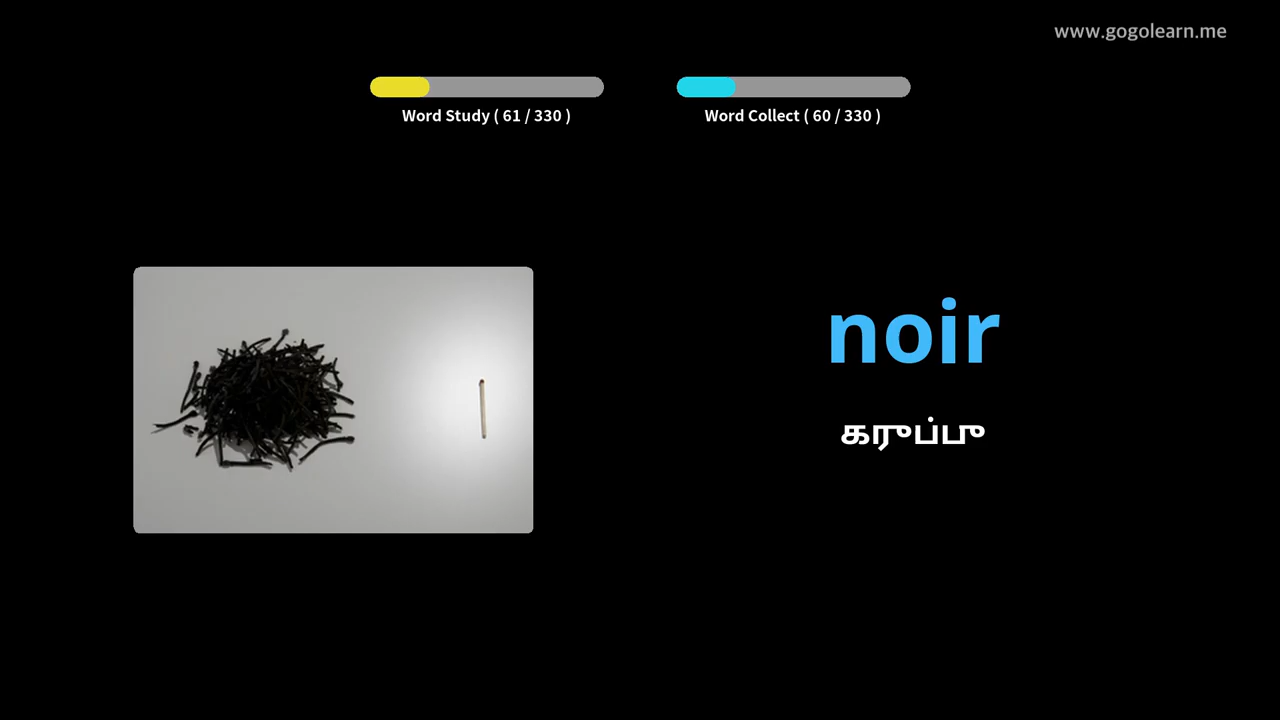 www.gogolearn.me
Word Study ( 61 / 330 )
Word Collect ( 60 / 330 )
noir
கருப்பு